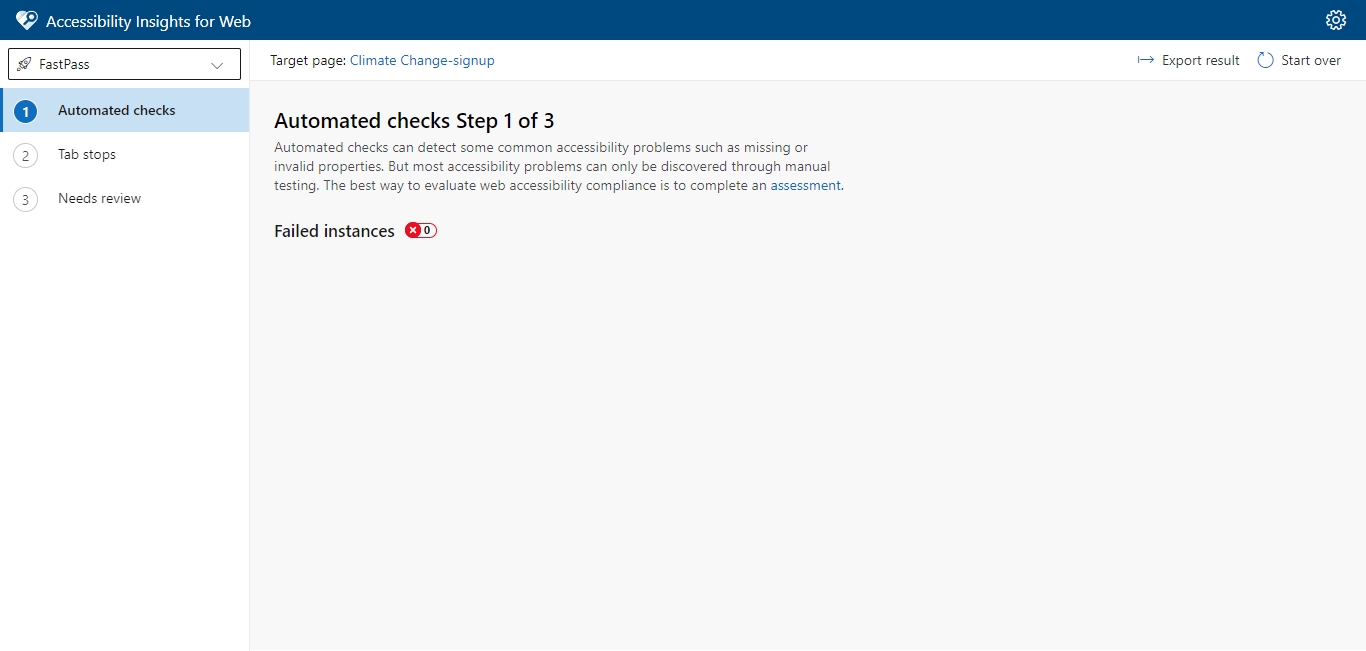 Accessibility Insights for Web
FastPass
Target page: Climate Change-signup
Export result
Start over
1 Automated checks
2 Tab stops
3 Needs review
Automated checks Step 1 of 3
Automated checks can detect some common accessibility problems such as missing or
invalid properties. But most accessibility problems can only be discovered through manual
testing. The best way to evaluate web accessibility compliance is to complete an assessment.
Failed instances 0